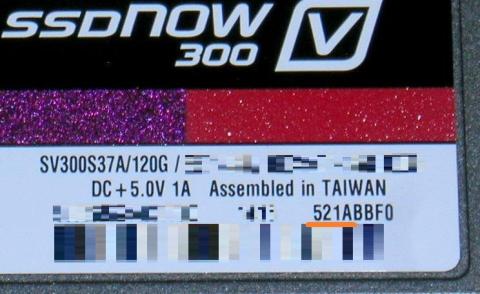 SSDNOW V
300
SV300S37A/120G /
DC+5.0V 1A Assembled in TAIWAN
521ABBF0